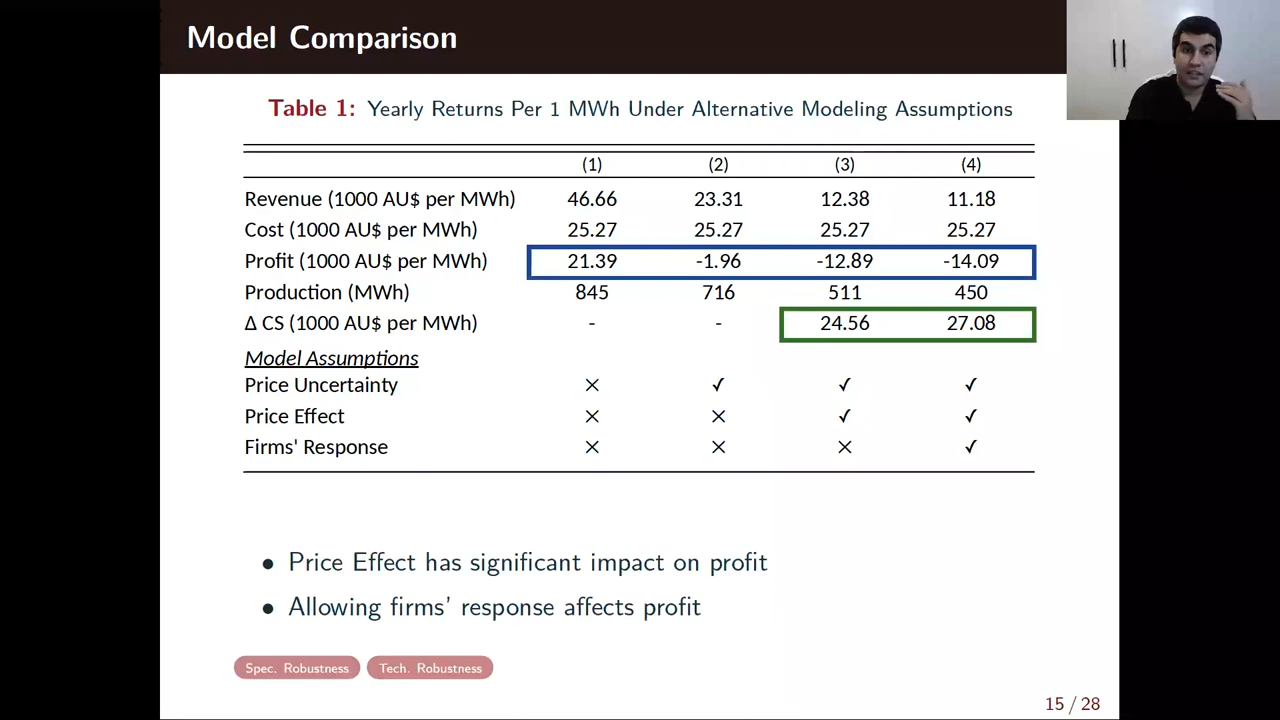 Model Comparison
Table 1: Yearly Returns Per 1 MWh Under Alternative Modeling Assumptions
(1) (2) (3) (4)
Revenue (1000 AU$ per MWh) 46.66 23.31 12.38 11.18
Cost (1000 AU$ per MWh) 25.27 25.27 25.27 25.27
Profit (1000 AU$ per MWh) 21.39 -1.96 -12.89 -14.09
Production (MWh) 845 716 511 450
Δ CS (1000 AU$ per MWh) - - 24.56 27.08
Model Assumptions
Price Uncertainty × ✓ ✓ ✓
Price Effect × × ✓ ✓
Firms' Response × × × ✓
• Price Effect has significant impact on profit
• Allowing firms' response affects profit
Spec. Robustness Tech. Robustness
15 / 28